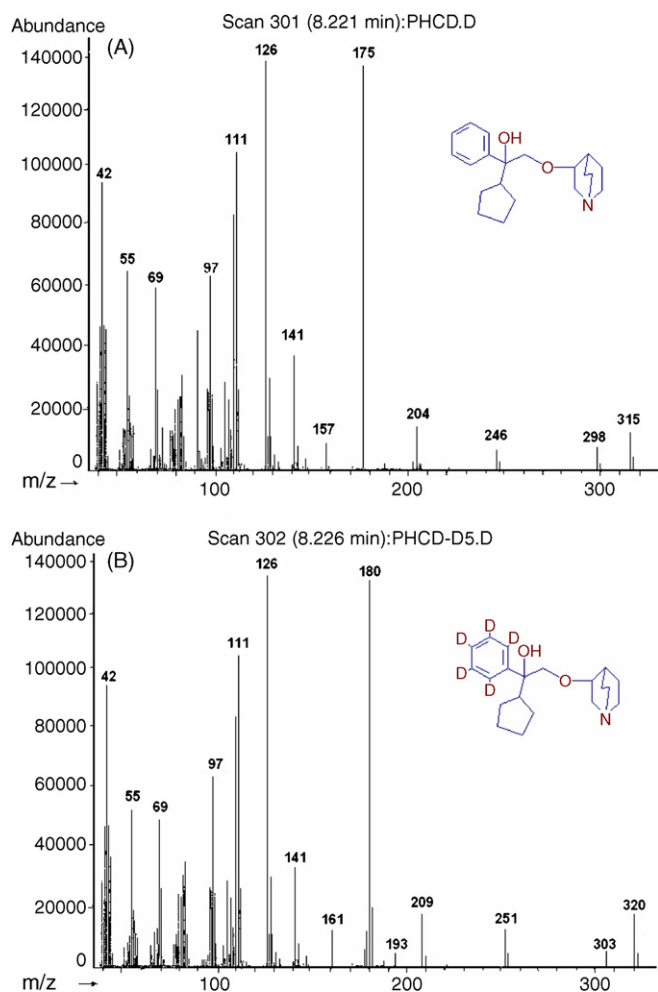 Abundance
Scan 301 (8.221 min):PHCD.D
(A)
140000
120000
100000
80000
60000
40000
20000
0
m/z →
100
200
300
42
55
69
97
111
126
141
157
175
204
246
298
315
OH
O
N
Abundance
Scan 302 (8.226 min):PHCD-D5.D
(B)
140000
120000
100000
80000
60000
40000
20000
0
m/z →
100
200
300
42
55
69
97
111
126
141
161
180
193
209
251
303
320
D
D
D
D
D
OH
O
N